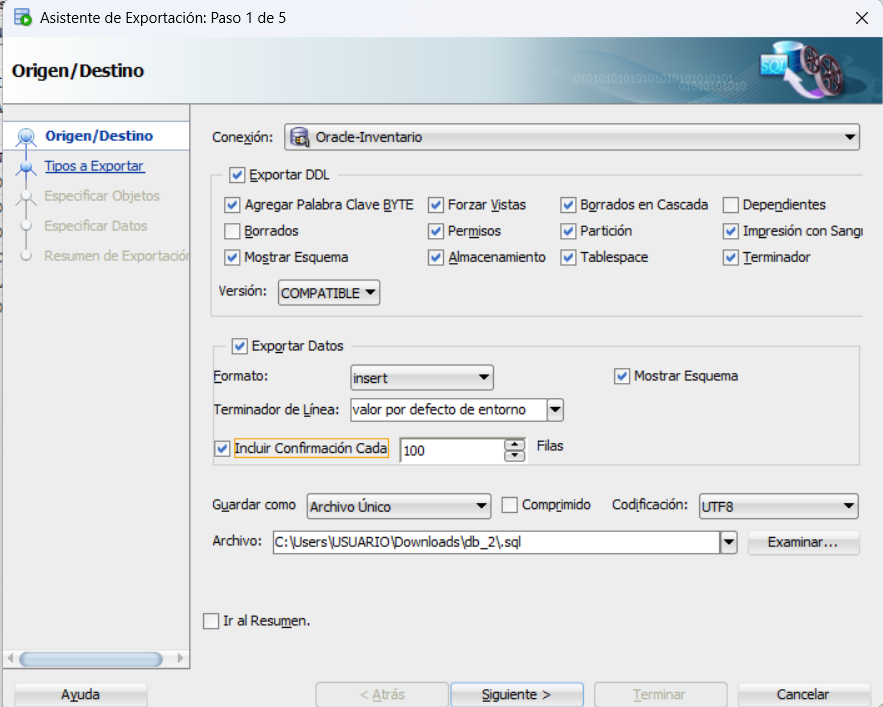 Asistente de Exportación: Paso 1 de 5
Origen/Destino
0101010101010101010101010101
01010101010
SQL
Origen/Destino
Tipos a Exportar
Especificar Objetos
Especificar Datos
Resumen de Exportación
Conexión: Oracle-Inventario
Exportar DDL
Agregar Palabra Clave BYTE Forzar Vistas Borrados en Cascada Dependientes
Borrados Permisos Partición Impresión con Sangr
Mostrar Esquema Almacenamiento Tablespace Terminador
Versión: COMPATIBLE
Exportar Datos
Formato: insert Mostrar Esquema
Terminador de Línea: valor por defecto de entorno
Incluir Confirmación Cada 100 Filas
Guardar como Archivo Único Comprimido Codificación: UTF8
Archivo: C:\Users\USUARIO\Downloads\db_2\.sql Examinar...
Ir al Resumen.
Ayuda < Atrás Siguiente > Terminar Cancelar